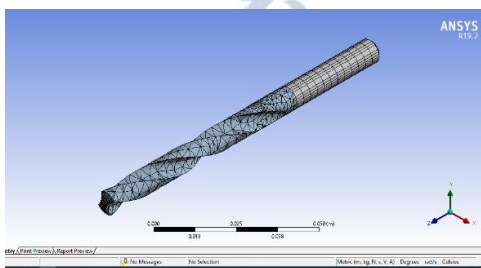 ANSYS
R19.2
Y
Z
X
0.000
0.025
0.050(m)
0.013
0.038
etry/Print Preview/Report Preview/
No Messages
No Selection
Metric (m, kg, N, s, V, A)
Degrees
rad/s
Celsius